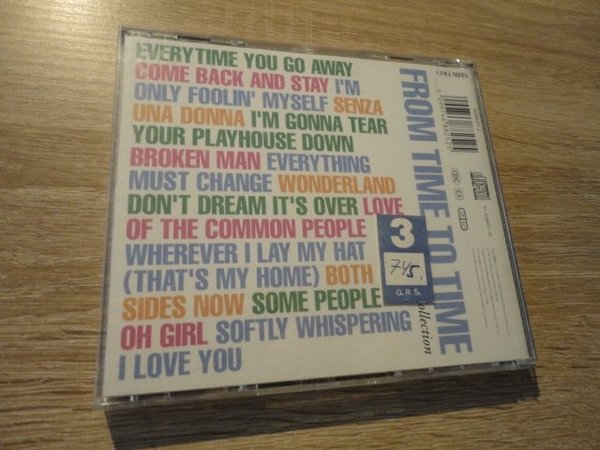 EVERYTIME YOU GO AWAY
COME BACK AND STAY I'M
ONLY FOOLIN' MYSELF SENZA
UNA DONNA I'M GONNA TEAR
YOUR PLAYHOUSE DOWN
BROKEN MAN EVERYTHING
MUST CHANGE WONDERLAND
DON'T DREAM IT'S OVER LOVE
OF THE COMMON PEOPLE
WHEREVER I LAY MY HAT
(THAT'S MY HOME) BOTH
SIDES NOW SOME PEOPLE
OH GIRL SOFTLY WHISPERING
I LOVE YOU
3
745.
G.R.S.
FROM TIME TO TIME
Collection
COLUMBIA